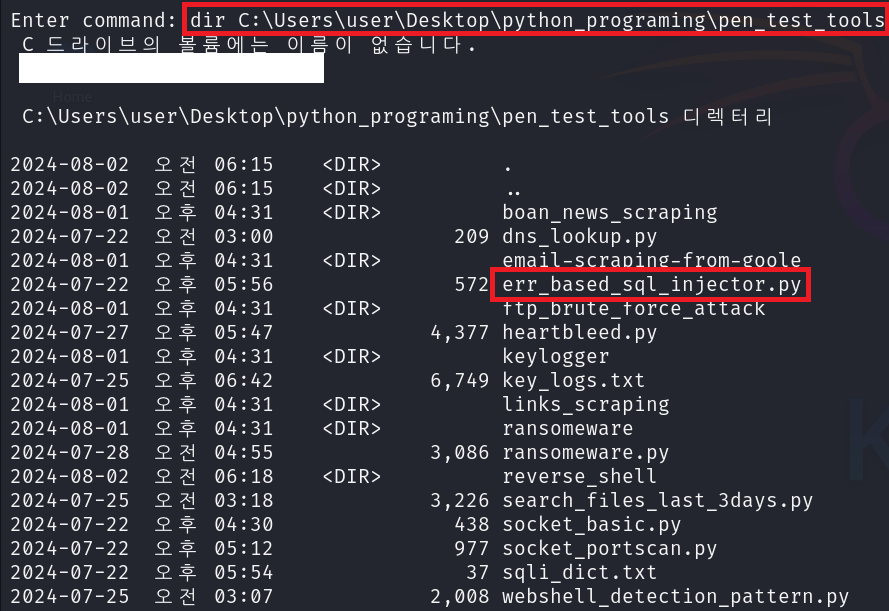 Enter command: dir C:\Users\user\Desktop\python_programing\pen_test_tools
C 드라이브의 볼륨에는 이름이 없습니다.
Home
C:\Users\user\Desktop\python_programing\pen_test_tools 디렉터리
2024-08-02 오전 06:15 <DIR> .
2024-08-02 오전 06:15 <DIR> ..
2024-08-01 오후 04:31 <DIR> boan_news_scraping
2024-07-22 오전 03:00 209 dns_lookup.py
2024-08-01 오후 04:31 <DIR> email-scraping-from-goole
2024-07-22 오후 05:56 572 err_based_sql_injector.py
2024-08-01 오후 04:31 <DIR> ftp_brute_force_attack
2024-07-27 오후 05:47 4,377 heartbleed.py
2024-08-01 오후 04:31 <DIR> keylogger
2024-07-25 오후 06:42 6,749 key_logs.txt
2024-08-01 오후 04:31 <DIR> links_scraping
2024-08-01 오후 04:31 <DIR> ransomeware
2024-07-28 오전 04:55 3,086 ransomeware.py
2024-08-02 오전 06:18 <DIR> reverse_shell
2024-07-25 오전 03:18 3,226 search_files_last_3days.py
2024-07-22 오후 04:30 438 socket_basic.py
2024-07-22 오후 05:12 977 socket_portscan.py
2024-07-22 오후 05:54 37 sqli_dict.txt
2024-07-25 오전 03:07 2,008 webshell_detection_pattern.py